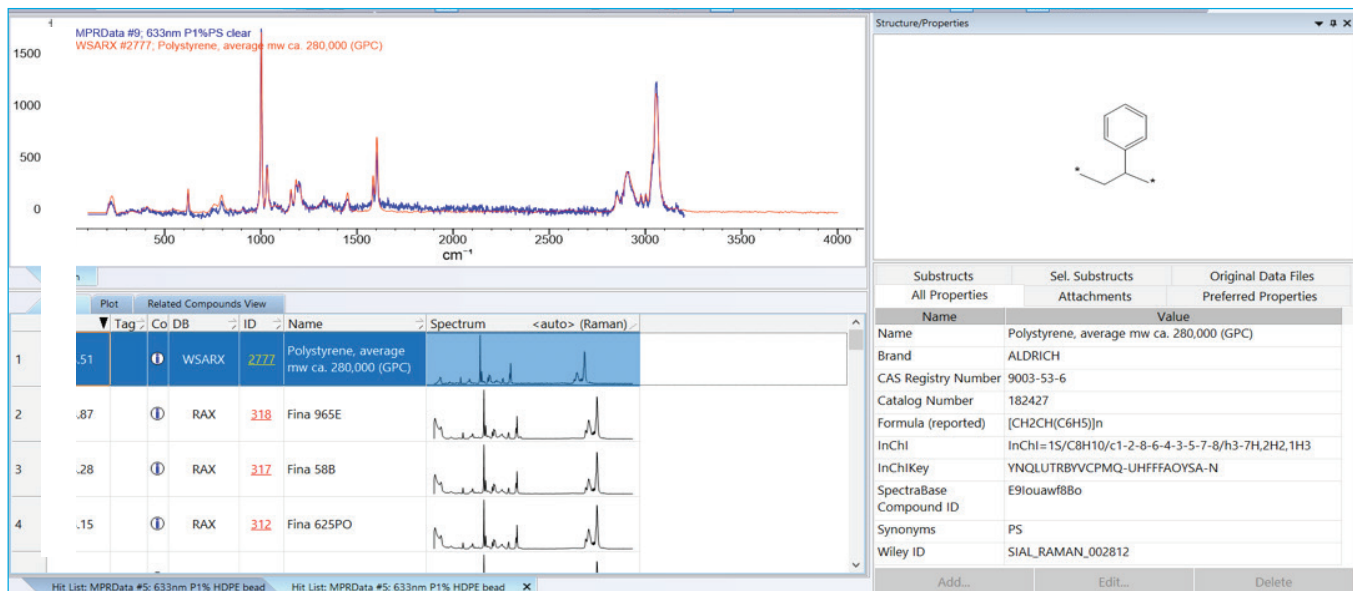 Structure/Properties
MPRData #9; 633nm P1%PS clear
WSARX #2777; Polystyrene, average mw ca. 280,000 (GPC)
1500
1000
500
0
500
1000
1500
2000
2500
3000
3500
4000
cm⁻¹
*
*
Plot
Related Compounds View
Tag
Co
DB
ID
Name
Spectrum
<auto> (Raman)
1
.51
WSARX
2777
Polystyrene, average
mw ca. 280,000 (GPC)
2
.87
RAX
318
Fina 965E
3
.28
RAX
317
Fina 58B
4
.15
RAX
312
Fina 625PO
Hit List: MPRData #5: 633nm P1% HDPE bead
Hit List: MPRData #5: 633nm P1% HDPE bead
Substructs
Sel. Substructs
Original Data Files
All Properties
Attachments
Preferred Properties
Name
Value
Name
Polystyrene, average mw ca. 280,000 (GPC)
Brand
ALDRICH
CAS Registry Number
9003-53-6
Catalog Number
182427
Formula (reported)
[CH2CH(C6H5)]n
InChI
InChI=1S/C8H10/c1-2-8-6-4-3-5-7-8/h3-7H,2H2,1H3
InChIKey
YNQLUTRBYVCPMQ-UHFFFAOYSA-N
SpectraBase
Compound ID
E9Iouawf8Bo
Synonyms
PS
Wiley ID
SIAL_RAMAN_002812
Add...
Edit...
Delete